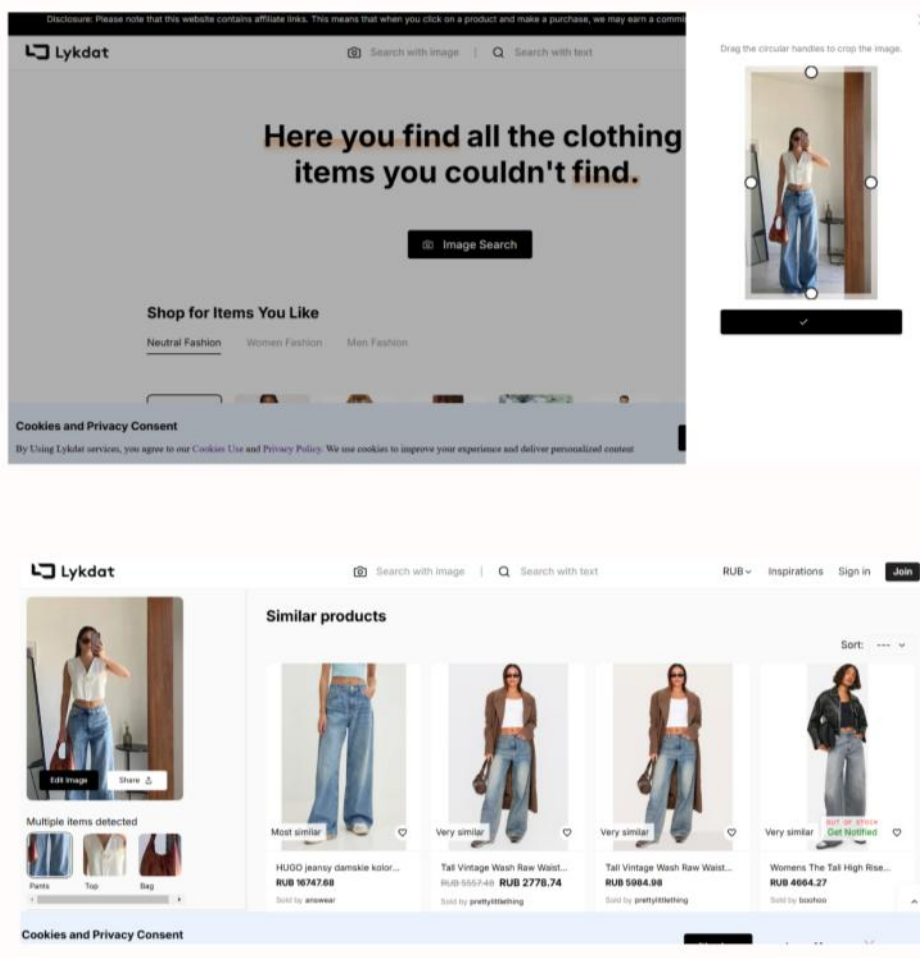 Disclosure: Please note that this website contains affiliate links. This means that when you click on a product and make a purchase, we may earn a commis
Lykdat
Search with image | Search with text
Drag the circular handles to crop the image.
Here you find all the clothing
items you couldn't find.
Image Search
Shop for Items You Like
Neutral Fashion Women Fashion Men Fashion
Cookies and Privacy Consent
By Using Lykdat services, you agree to our Cookies Use and Privacy Policy. We use cookies to improve your experience and deliver personalized content
Lykdat
Search with image | Search with text
RUB Inspirations Sign in Join
Similar products
Sort: ---
Edit Image Share
Multiple items detected
Pants Top Bag
Most similar
HUGO jeansy damskie kolor...
RUB 16747.68
Sold by answear
Very similar
Tall Vintage Wash Raw Waist...
RUB 5557.48 RUB 2778.74
Sold by prettylittlething
Very similar
Tall Vintage Wash Raw Waist...
RUB 5984.98
Sold by prettylittlething
Very similar
OUT OF STOCK
Get Notified
Womens The Tall High Rise...
RUB 4664.27
Sold by boohoo
Cookies and Privacy Consent